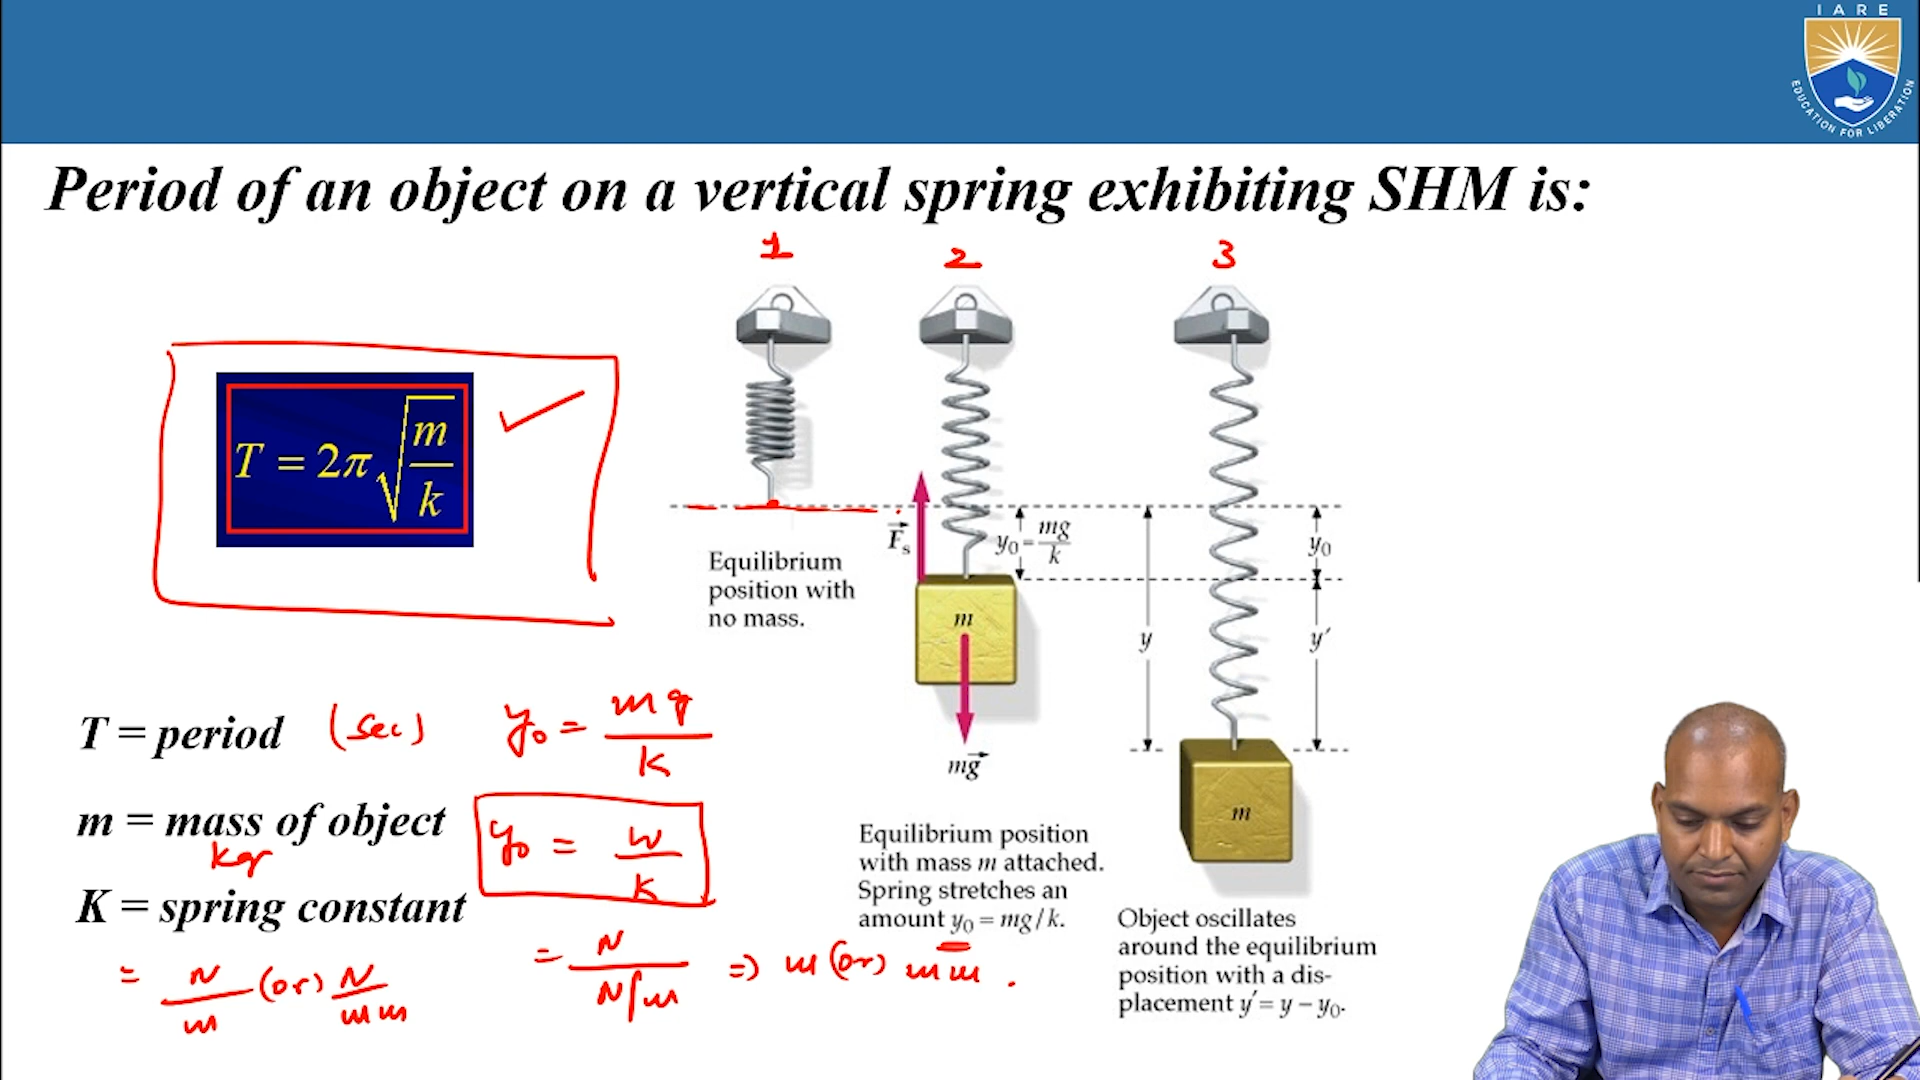 IARE
EDUCATION FOR LIBERATION
Period of an object on a vertical spring exhibiting SHM is:
1
2
3
T = 2π√(m/k)
F⃗s
y₀ = mg/k
y
y₀
y′
m
mg⃗
m
Equilibrium
position with
no mass.
T = period (sec)
m = mass of object
kg
K = spring constant
= N/m (or) N/mm
y₀ = mg/k
y₀ = W/k
= N/N/m ⇒ m (or) mm.
Equilibrium position
with mass m attached.
Spring stretches an
amount y₀ = mg/k.
Object oscillates
around the equilibrium
position with a dis-
placement y′ = y − y₀.